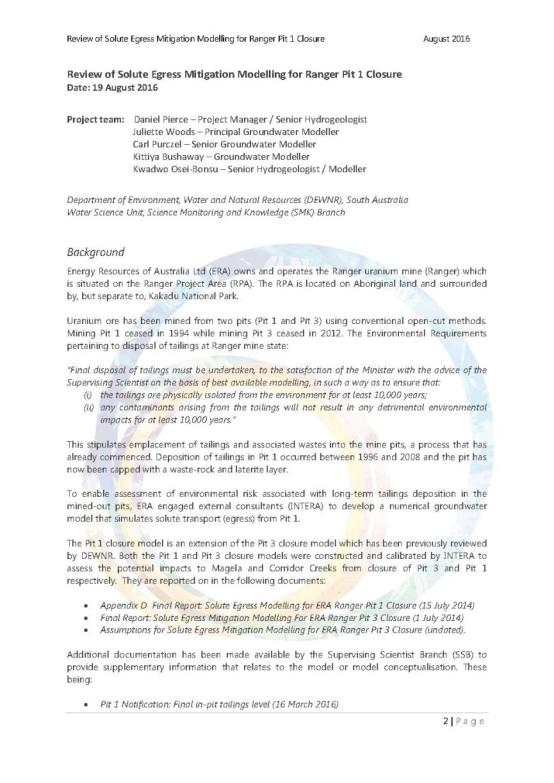 Review of Solute Egress Mitigation Modelling for Ranger Pit 1 Closure August 2016
Review of Solute Egress Mitigation Modelling for Ranger Pit 1 Closure
Date: 19 August 2016
Project team: Daniel Pierce – Project Manager / Senior Hydrogeologist
Juliette Woods – Principal Groundwater Modeller
Carl Purczel – Senior Groundwater Modeller
Kittiya Bushaway – Groundwater Modeller
Kwadwo Osei-Bonsu – Senior Hydrogeologist / Modeller
Department of Environment, Water and Natural Resources (DEWNR), South Australia
Water Science Unit, Science Monitoring and Knowledge (SMK) Branch
Background
Energy Resources of Australia Ltd (ERA) owns and operates the Ranger uranium mine (Ranger) which
is situated on the Ranger Project Area (RPA). The RPA is located on Aboriginal land and surrounded
by, but separate to, Kakadu National Park.
Uranium ore has been mined from two pits (Pit 1 and Pit 3) using conventional open-cut methods.
Mining Pit 1 ceased in 1994 while mining Pit 3 ceased in 2012. The Environmental Requirements
pertaining to disposal of tailings at Ranger mine state:
"Final disposal of tailings must be undertaken, to the satisfaction of the Minister with the advice of the
Supervising Scientist on the basis of best available modelling, in such a way as to ensure that:
(i) the tailings are physically isolated from the environment for at least 10,000 years;
(ii) any contaminants arising from the tailings will not result in any detrimental environmental
impacts for at least 10,000 years."
This stipulates emplacement of tailings and associated wastes into the mine pits, a process that has
already commenced. Deposition of tailings in Pit 1 occurred between 1996 and 2008 and the pit has
now been capped with a waste-rock and laterite layer.
To enable assessment of environmental risk associated with long-term tailings deposition in the
mined-out pits, ERA engaged external consultants (INTERA) to develop a numerical groundwater
model that simulates solute transport (egress) from Pit 1.
The Pit 1 closure model is an extension of the Pit 3 closure model which has been previously reviewed
by DEWNR. Both the Pit 1 and Pit 3 closure models were constructed and calibrated by INTERA to
assess the potential impacts to Magela and Corridor Creeks from closure of Pit 3 and Pit 1
respectively. They are reported on in the following documents:
• Appendix D Final Report: Solute Egress Modelling for ERA Ranger Pit 1 Closure (15 July 2014)
• Final Report: Solute Egress Mitigation Modelling For ERA Ranger Pit 3 Closure (1 July 2014)
• Assumptions for Solute Egress Mitigation Modelling for ERA Ranger Pit 3 Closure (undated).
Additional documentation has been made available by the Supervising Scientist Branch (SSB) to
provide supplementary information that relates to the model or model conceptualisation. These
being:
• Pit 1 Notification: Final in-pit tailings level (16 March 2016)
2 | Page